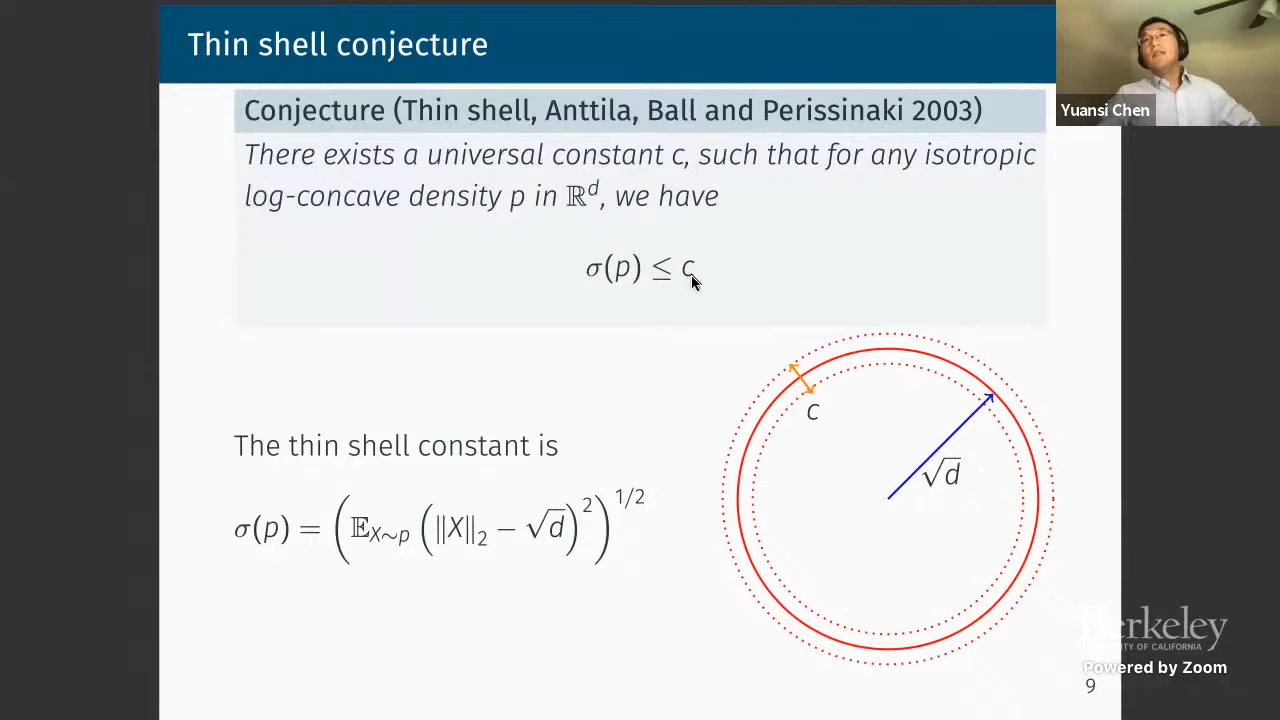 Thin shell conjecture
Yuansi Chen
Conjecture (Thin shell, Anttila, Ball and Perissinaki 2003)
There exists a universal constant c, such that for any isotropic
log-concave density p in ℝᵈ, we have
σ(p) ≤ c
c
√d
The thin shell constant is
σ(p) = (𝔼_{X∼p} (‖X‖₂ − √d)²)^{1/2}
Berkeley
UNIVERSITY OF CALIFORNIA
Powered by Zoom
9